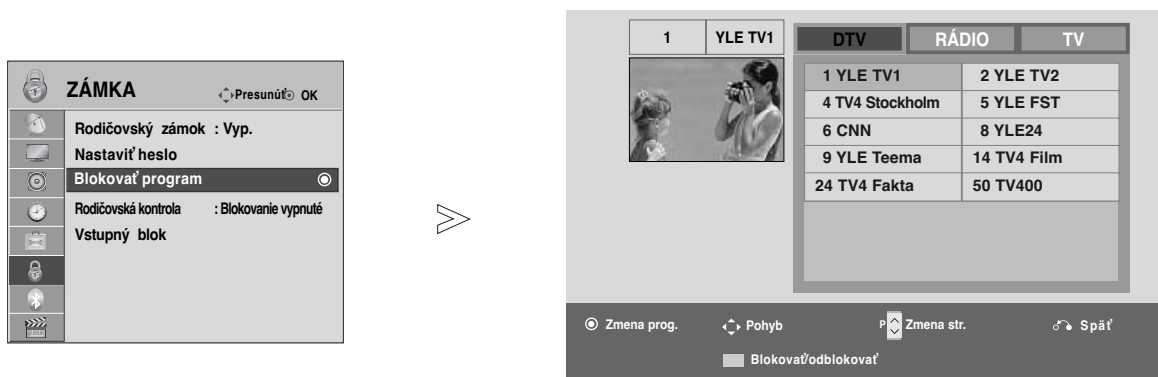 ZÁMKA
Presunúť OK
Rodičovský zámok : Vyp.
Nastaviť heslo
Blokovať program
Rodičovská kontrola : Blokovanie vypnuté
Vstupný blok
1 YLE TV1
DTV RÁDIO TV
1 YLE TV1 2 YLE TV2
4 TV4 Stockholm 5 YLE FST
6 CNN 8 YLE24
9 YLE Teema 14 TV4 Film
24 TV4 Fakta 50 TV400
Zmena prog. Pohyb P Zmena str. Späť
Blokovať/odblokovať